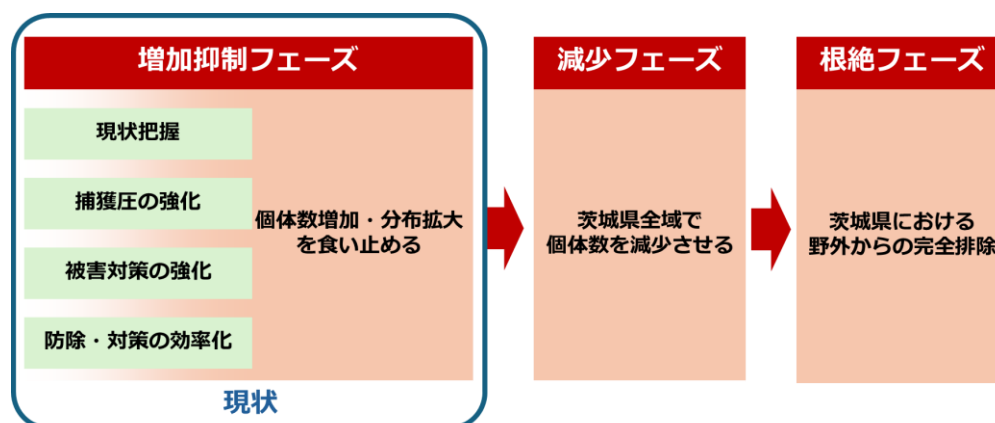 増加抑制フェーズ
現状把握
捕獲圧の強化
被害対策の強化
防除・対策の効率化
個体数増加・分布拡大
を食い止める
現状
減少フェーズ
茨城県全域で
個体数を減少させる
根絶フェーズ
茨城県における
野外からの完全排除